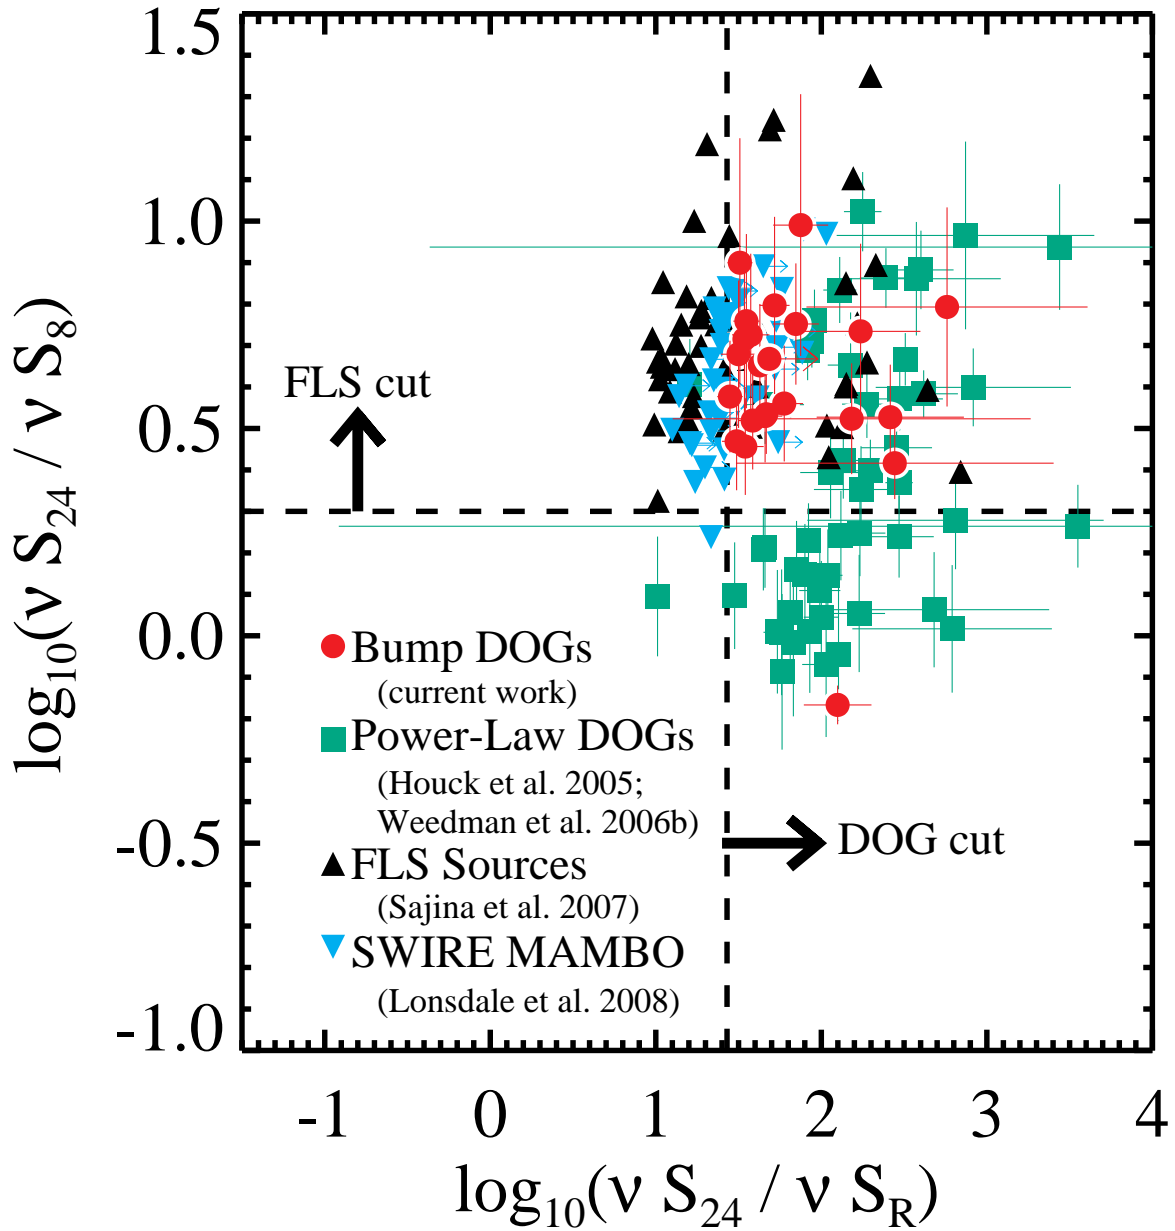 1.5
1.0
0.5
0.0
-0.5
-1.0
log10(ν S24 / ν S8)
FLS cut
Bump DOGs
(current work)
Power-Law DOGs
(Houck et al. 2005;
Weedman et al. 2006b)
FLS Sources
(Sajina et al. 2007)
SWIRE MAMBO
(Lonsdale et al. 2008)
DOG cut
-1 0 1 2 3 4
log10(ν S24 / ν SR)